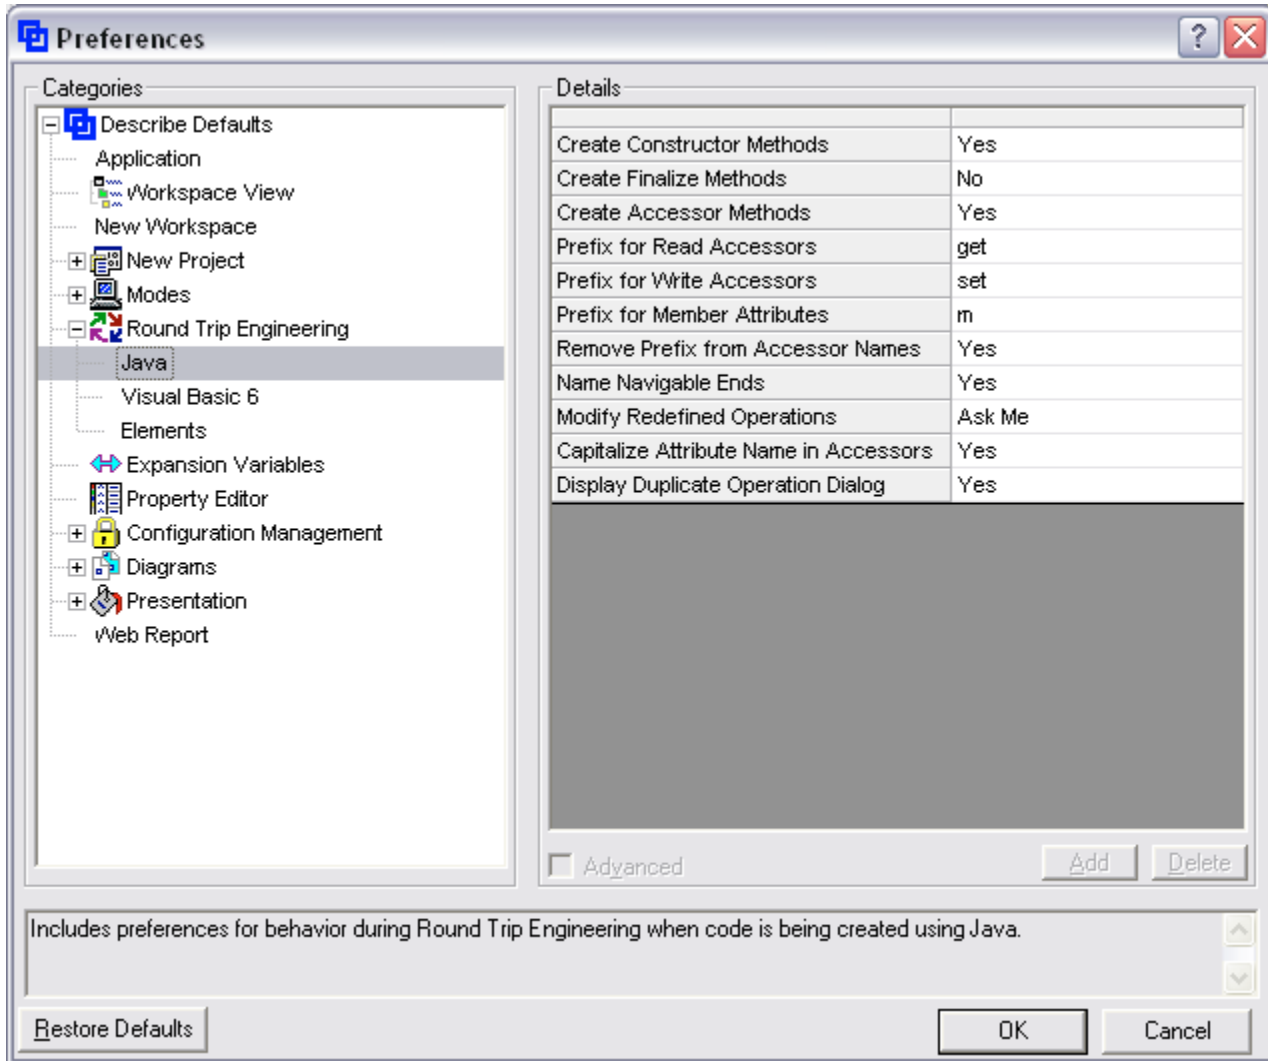 Preferences
Categories
Describe Defaults
Application
Workspace View
New Workspace
New Project
Modes
Round Trip Engineering
Java
Visual Basic 6
Elements
Expansion Variables
Property Editor
Configuration Management
Diagrams
Presentation
Web Report
Details
Create Constructor Methods Yes
Create Finalize Methods No
Create Accessor Methods Yes
Prefix for Read Accessors get
Prefix for Write Accessors set
Prefix for Member Attributes m
Remove Prefix from Accessor Names Yes
Name Navigable Ends Yes
Modify Redefined Operations Ask Me
Capitalize Attribute Name in Accessors Yes
Display Duplicate Operation Dialog Yes
Advanced Add Delete
Includes preferences for behavior during Round Trip Engineering when code is being created using Java.
Restore Defaults OK Cancel